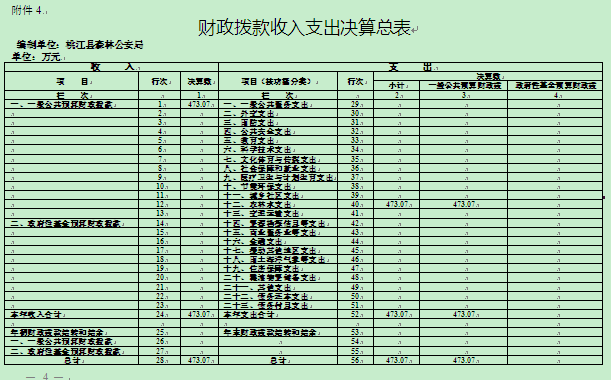 附件 4
财政拨款收入支出决算总表
编制单位：桃江县森林公安局
单位：万元
收 入 支 出
项 目 行次 决算数 项目（按功能分类） 行次 决算数
小计 一般公共预算财政拨 政府性基金预算财政拨
栏 次 1 栏 次 2 3 4
一、一般公共预算财政拨款 1 473.07 一、一般公共服务支出 29
2 二、外交支出 30
3 三、国防支出 31
4 四、公共安全支出 32
5 五、教育支出 33
6 六、科学技术支出 34
7 七、文化体育与传媒支出 35
8 八、社会保障和就业支出 36
9 九、医疗卫生与计划生育支出 37
10 十、节能环保支出 38
11 十一、城乡社区支出 39
12 十二、农林水支出 40 473.07 473.07
13 十三、交通运输支出 41
二、政府性基金预算财政拨款 14 十四、资源勘探信息等支出 42
15 十五、商业服务业等支出 43
16 十六、金融支出 44
17 十七、援助其他地区支出 45
18 十八、国土海洋气象等支出 46
19 十九、住房保障支出 47
20 二十、粮油物资储备支出 48
21 二十一、其他支出 49
22 二十二、债务还本支出 50
23 二十三、债务付息支出 51
本年收入合计 24 473.07 本年支出合计 52 473.07 473.07
年初财政拨款结转和结余 25 年末财政拨款结转和结余 53
一、一般公共预算财政拨款 26 54
二、政府性基金预算财政拨款 27 55
总计 28 473.07 总计 56 473.07 473.07
— 4 —